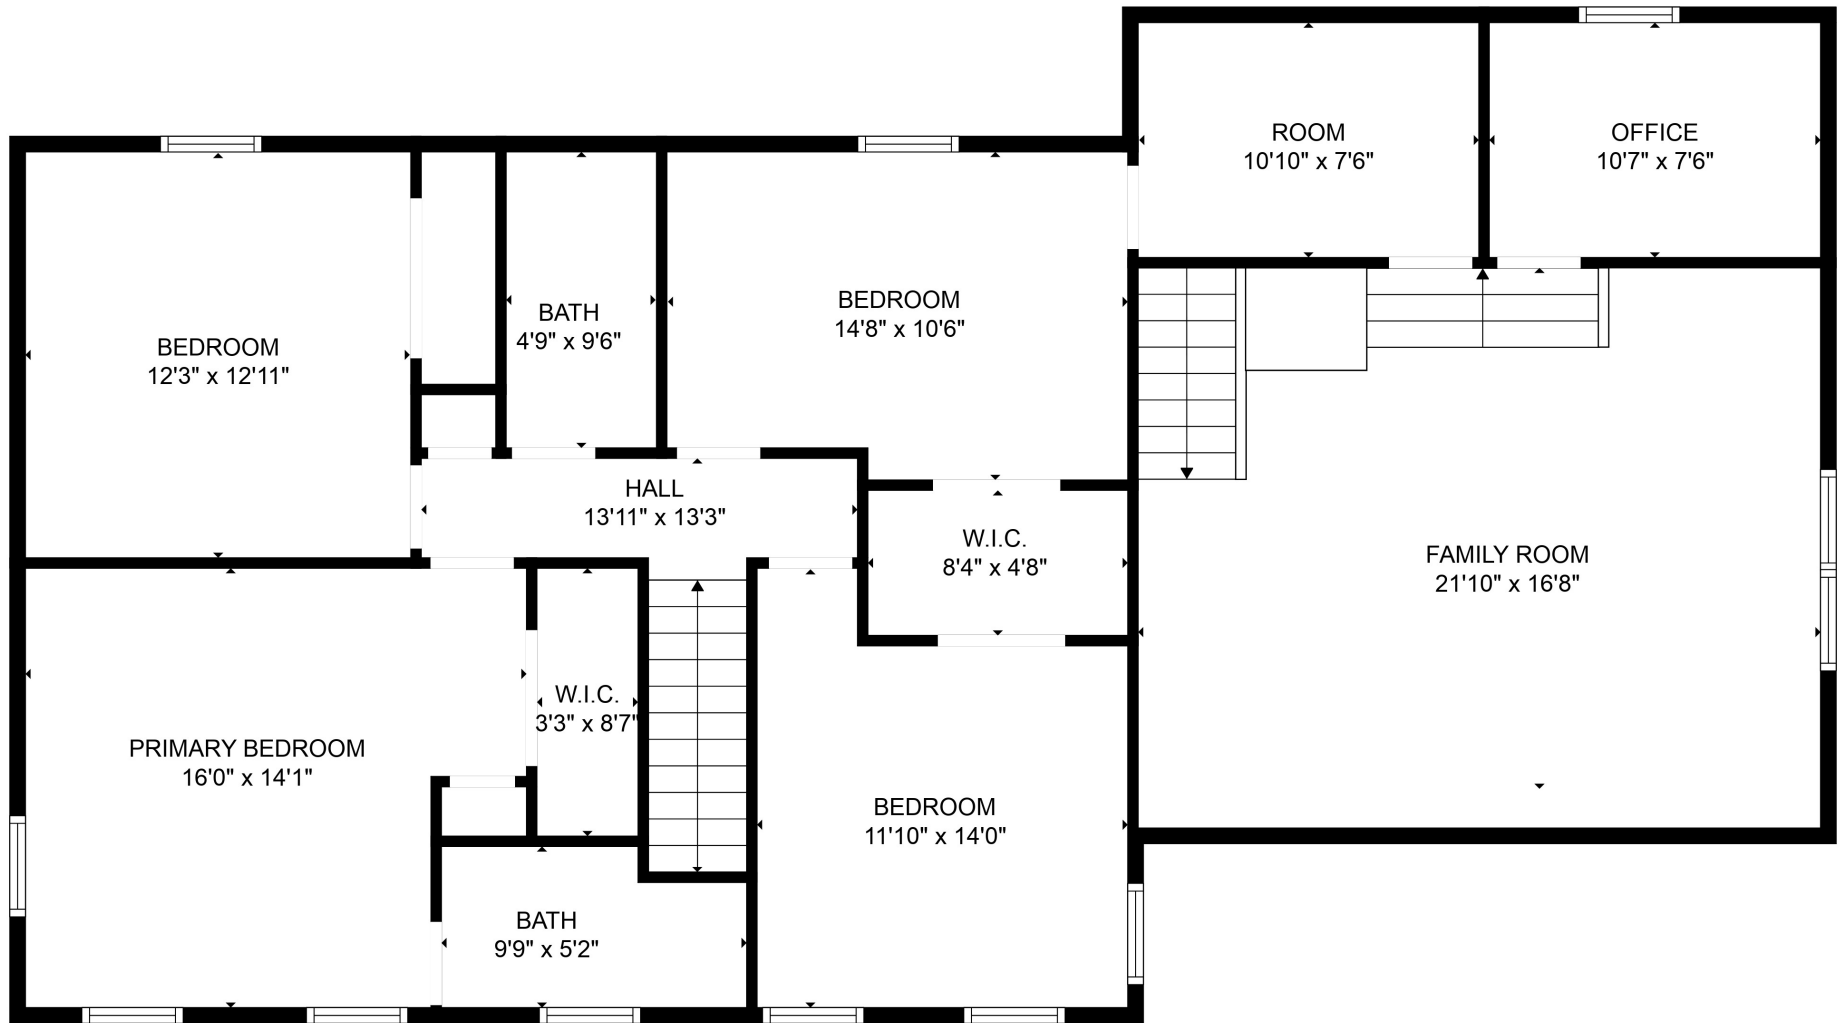 ROOM
10'10" x 7'6"
OFFICE
10'7" x 7'6"
BEDROOM
12'3" x 12'11"
BATH
4'9" x 9'6"
BEDROOM
14'8" x 10'6"
HALL
13'11" x 13'3"
W.I.C.
8'4" x 4'8"
FAMILY ROOM
21'10" x 16'8"
PRIMARY BEDROOM
16'0" x 14'1"
W.I.C.
3'3" x 8'7"
BEDROOM
11'10" x 14'0"
BATH
9'9" x 5'2"